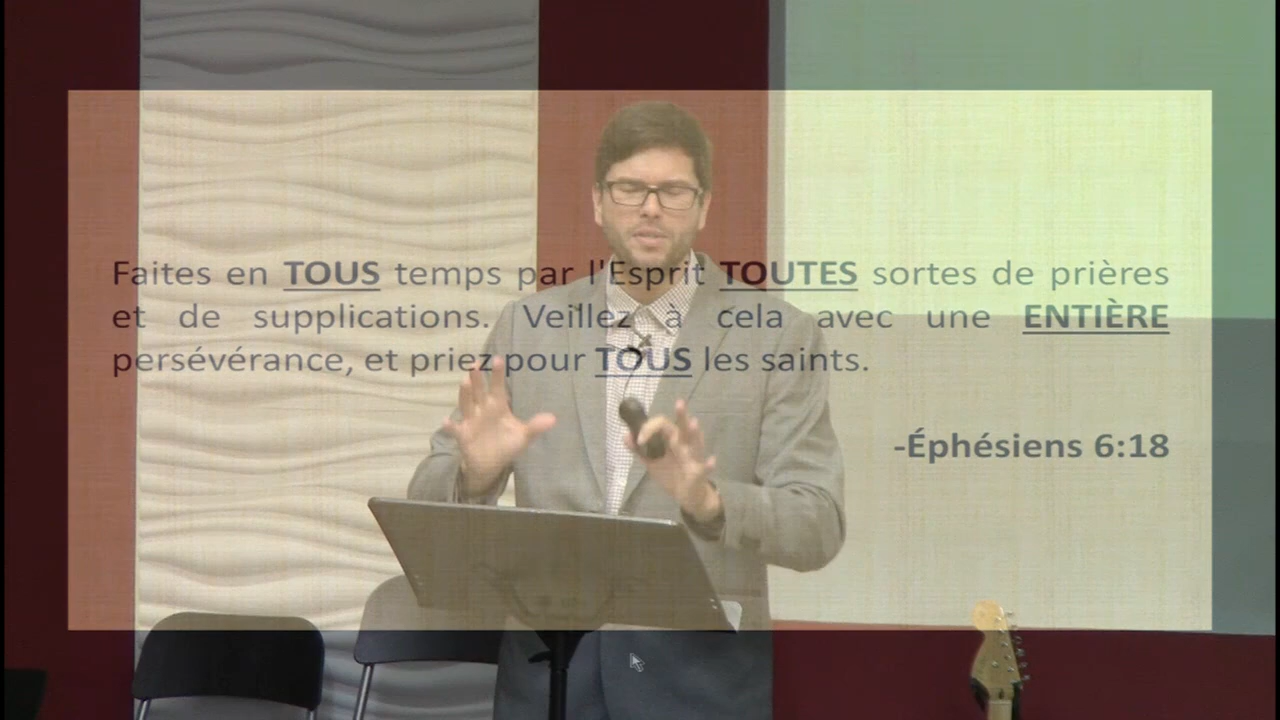 Faites en TOUS temps par l'Esprit TOUTES sortes de prières
et de supplications. Veillez à cela avec une ENTIÈRE
persévérance, et priez pour TOUS les saints.
-Éphésiens 6:18